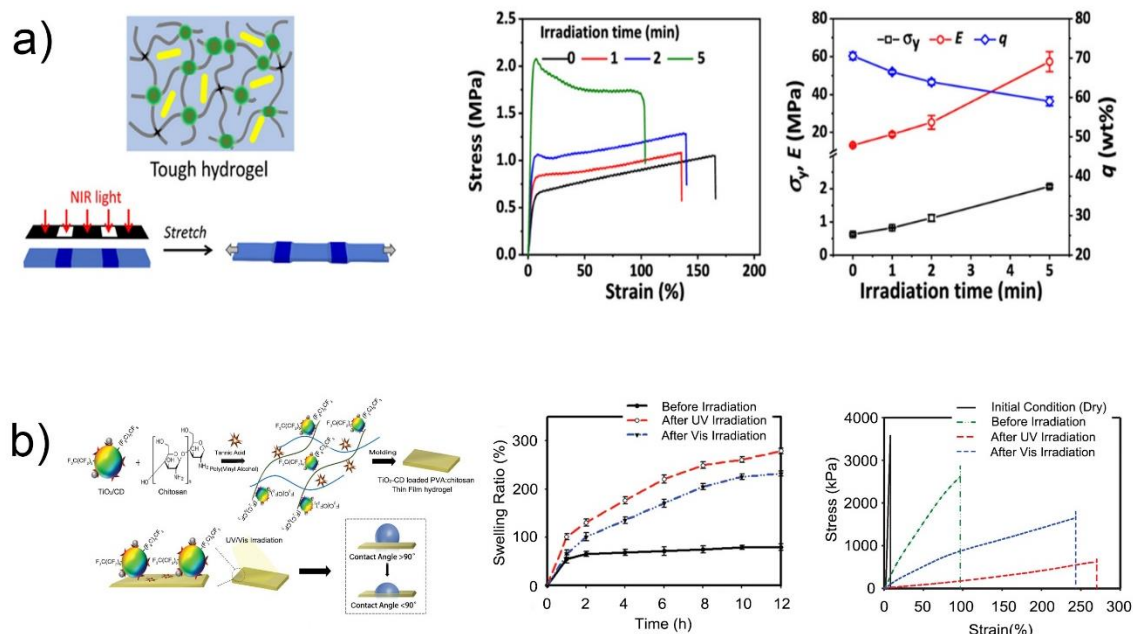 a)
Tough hydrogel
NIR light
Stretch
Stress (MPa)
2.5
2.0
1.5
1.0
0.5
0.0
Irradiation time (min)
0 1 2 5
0 50 100 150 200
Strain (%)
σy, E (MPa)
80
60
40
20
2
1
0
σy E q
80
70
60
50
40
30
20
q (wt%)
0 1 2 3 4 5
Irradiation time (min)
b)
F₃C(CF₂)
TiO₂/CD
+
Chitosan
Tannic Acid
Poly(Vinyl Alcohol)
Molding
TiO₂-CD loaded PVA:chitosan
Thin Film hydrogel
UV/Vis Irradiation
Contact Angle >90°
Contact Angle <90°
Swelling Ratio (%)
300
200
100
0
Before Irradiation
After UV Irradiation
After Vis Irradiation
0 2 4 6 8 10 12
Time (h)
Stress (kPa)
4000
3000
2000
1000
0
Initial Condition (Dry)
Before Irradiation
After UV Irradiation
After Vis Irradiation
0 50 100 150 200 250 300
Strain(%)